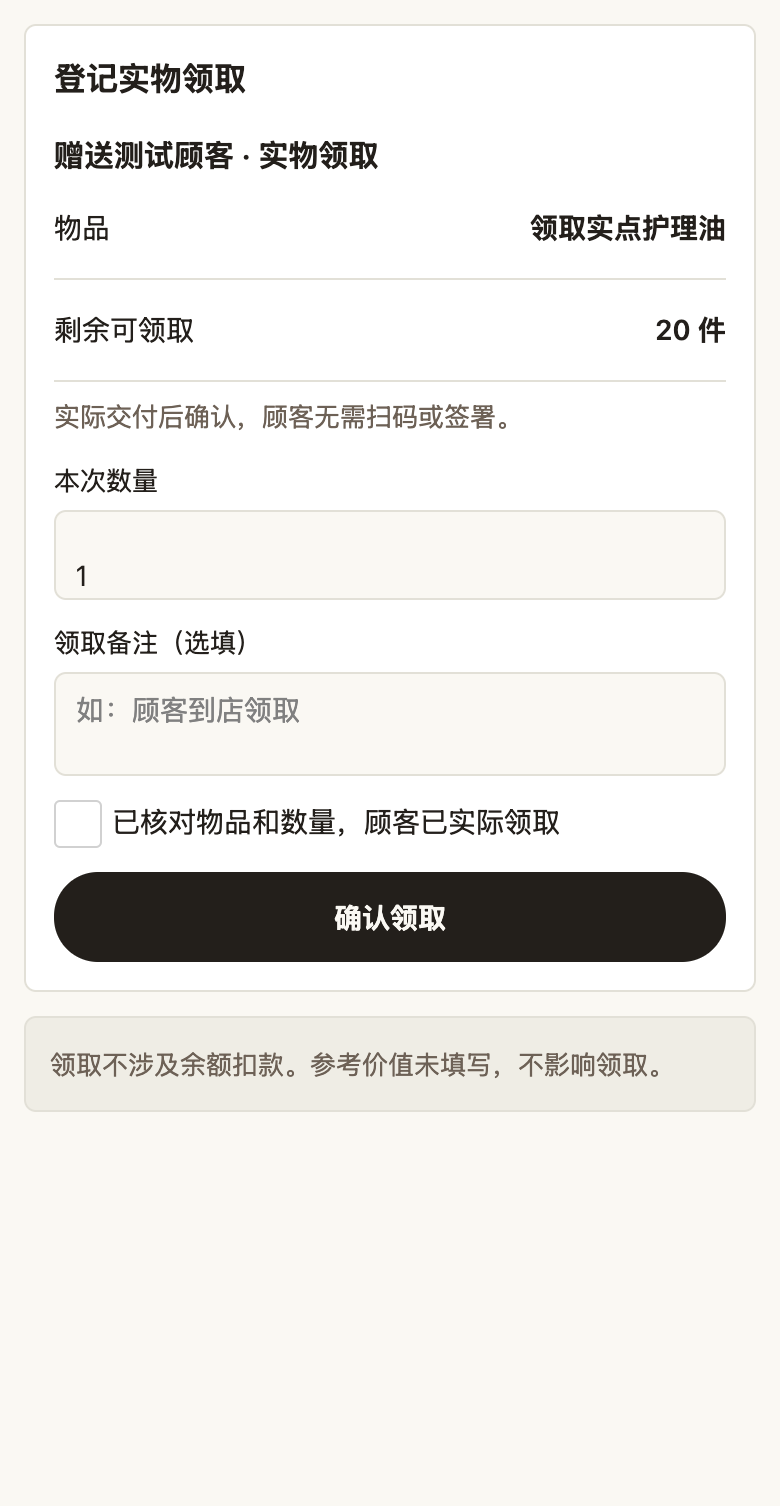 登记实物领取
赠送测试顾客 · 实物领取
物品 领取实点护理油
剩余可领取 20 件
实际交付后确认，顾客无需扫码或签署。
本次数量
1
领取备注（选填）
如：顾客到店领取
已核对物品和数量，顾客已实际领取
确认领取
领取不涉及余额扣款。参考价值未填写，不影响领取。